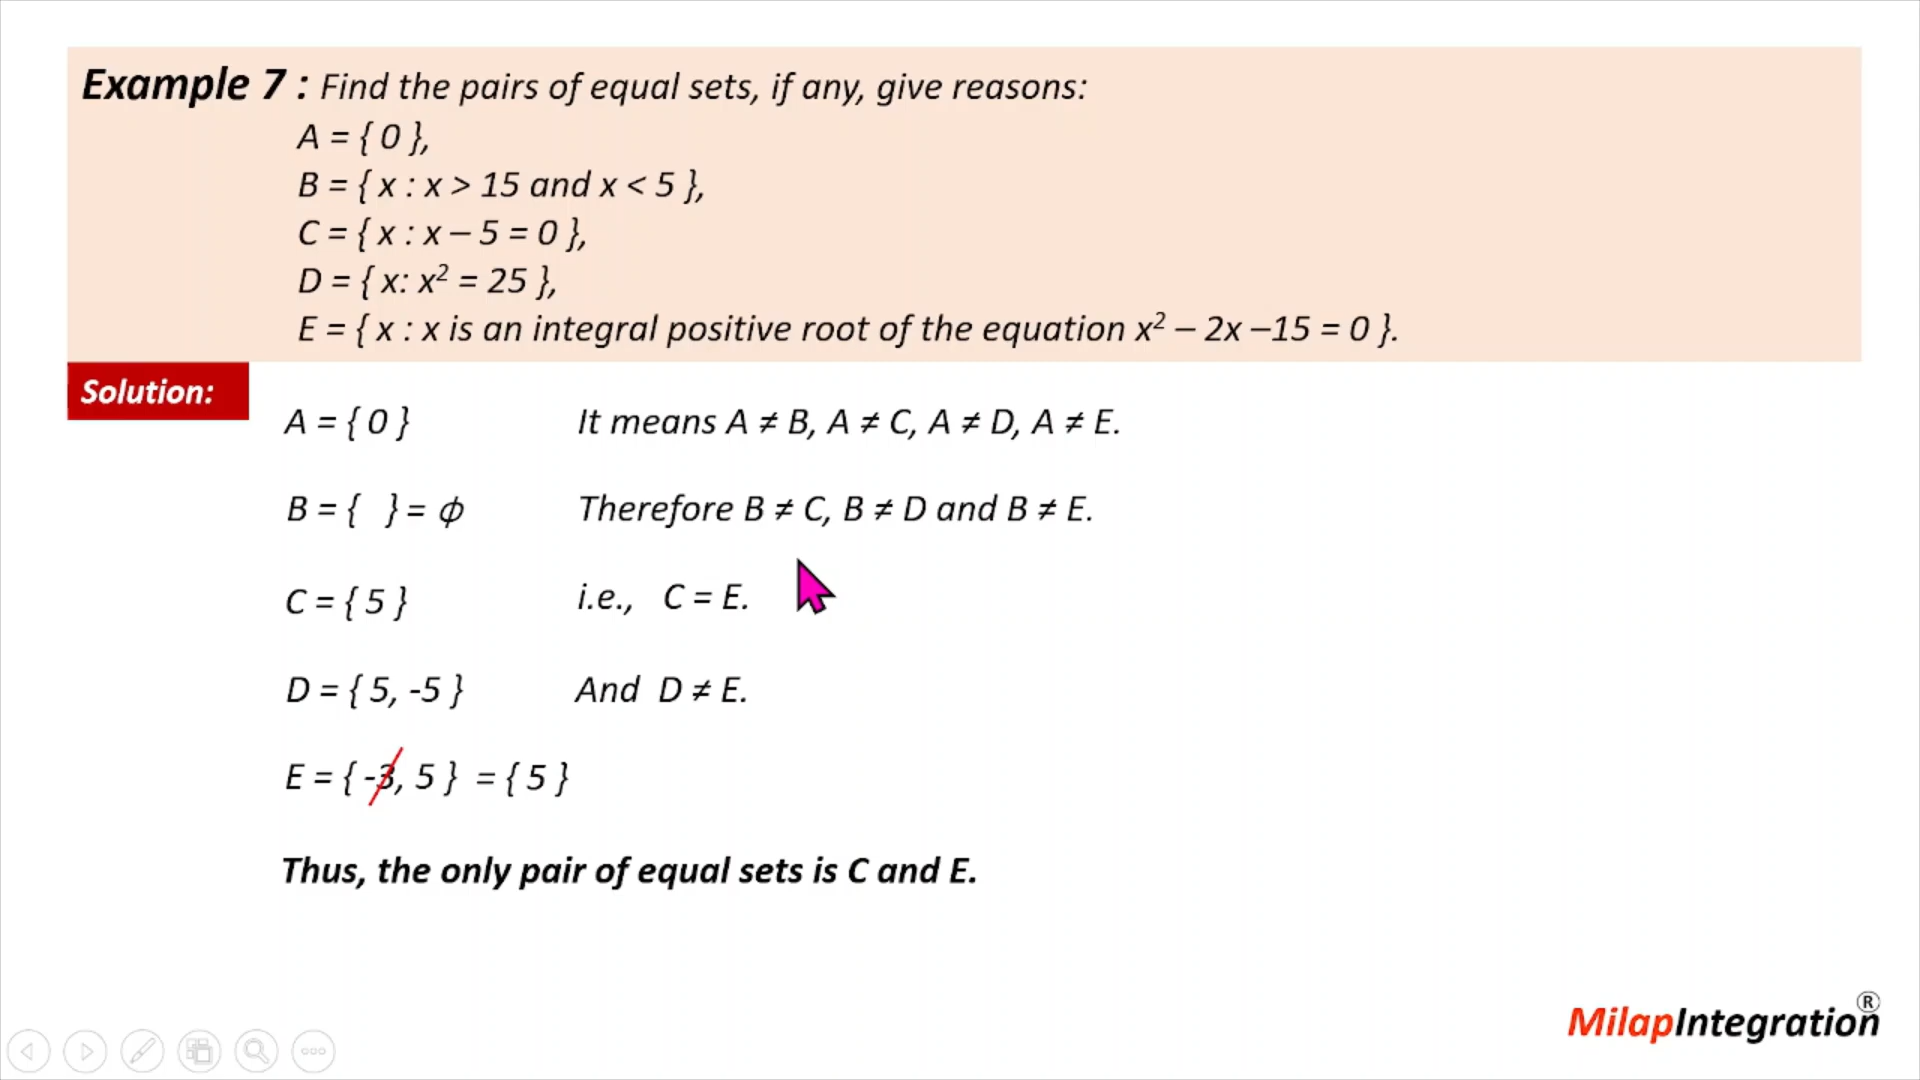 Example 7 : Find the pairs of equal sets, if any, give reasons:
A = { 0 },
B = { x : x > 15 and x < 5 },
C = { x : x – 5 = 0 },
D = { x: x² = 25 },
E = { x : x is an integral positive root of the equation x² – 2x –15 = 0 }.
Solution:
A = { 0 } It means A ≠ B, A ≠ C, A ≠ D, A ≠ E.
B = { } = ϕ Therefore B ≠ C, B ≠ D and B ≠ E.
C = { 5 } i.e., C = E.
D = { 5, -5 } And D ≠ E.
E = { -3, 5 } = { 5 }
Thus, the only pair of equal sets is C and E.
MilapIntegration®